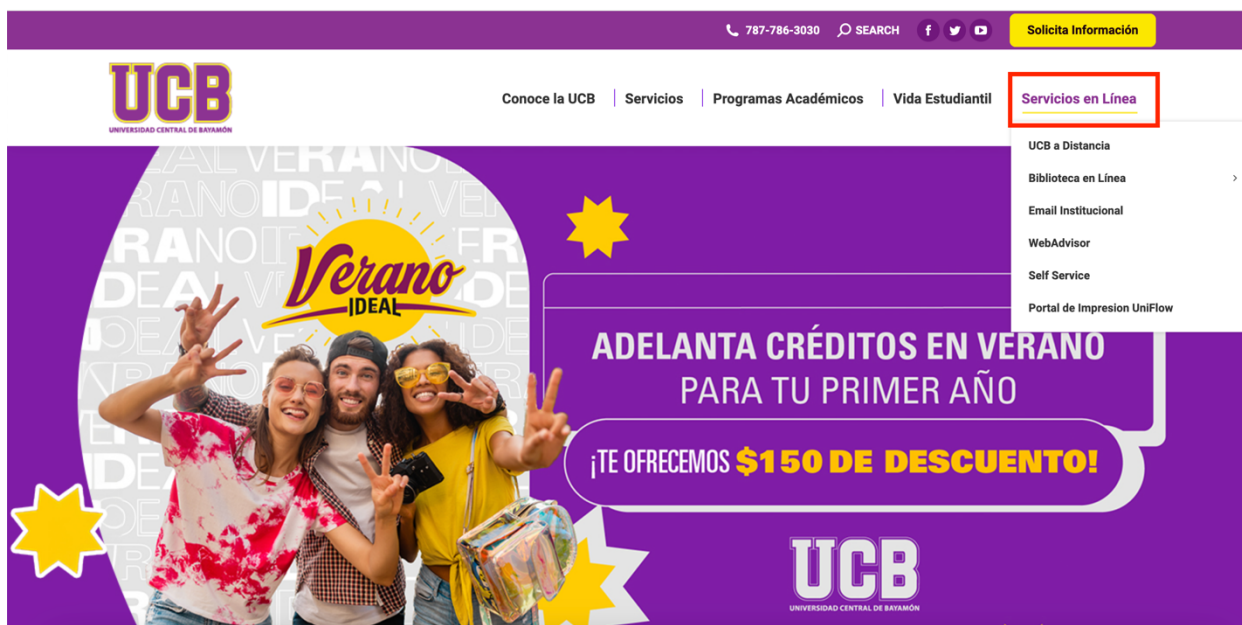 787-786-3030 SEARCH Solicita Información
UCB
UNIVERSIDAD CENTRAL DE BAYAMÓN
Conoce la UCB Servicios Programas Académicos Vida Estudiantil Servicios en Línea
UCB a Distancia
Biblioteca en Línea
Email Institucional
WebAdvisor
Self Service
Portal de Impresion UniFlow
Verano
IDEAL
ADELANTA CRÉDITOS EN VERANO
PARA TU PRIMER AÑO
¡TE OFRECEMOS $150 DE DESCUENTO!
UCB
UNIVERSIDAD CENTRAL DE BAYAMÓN